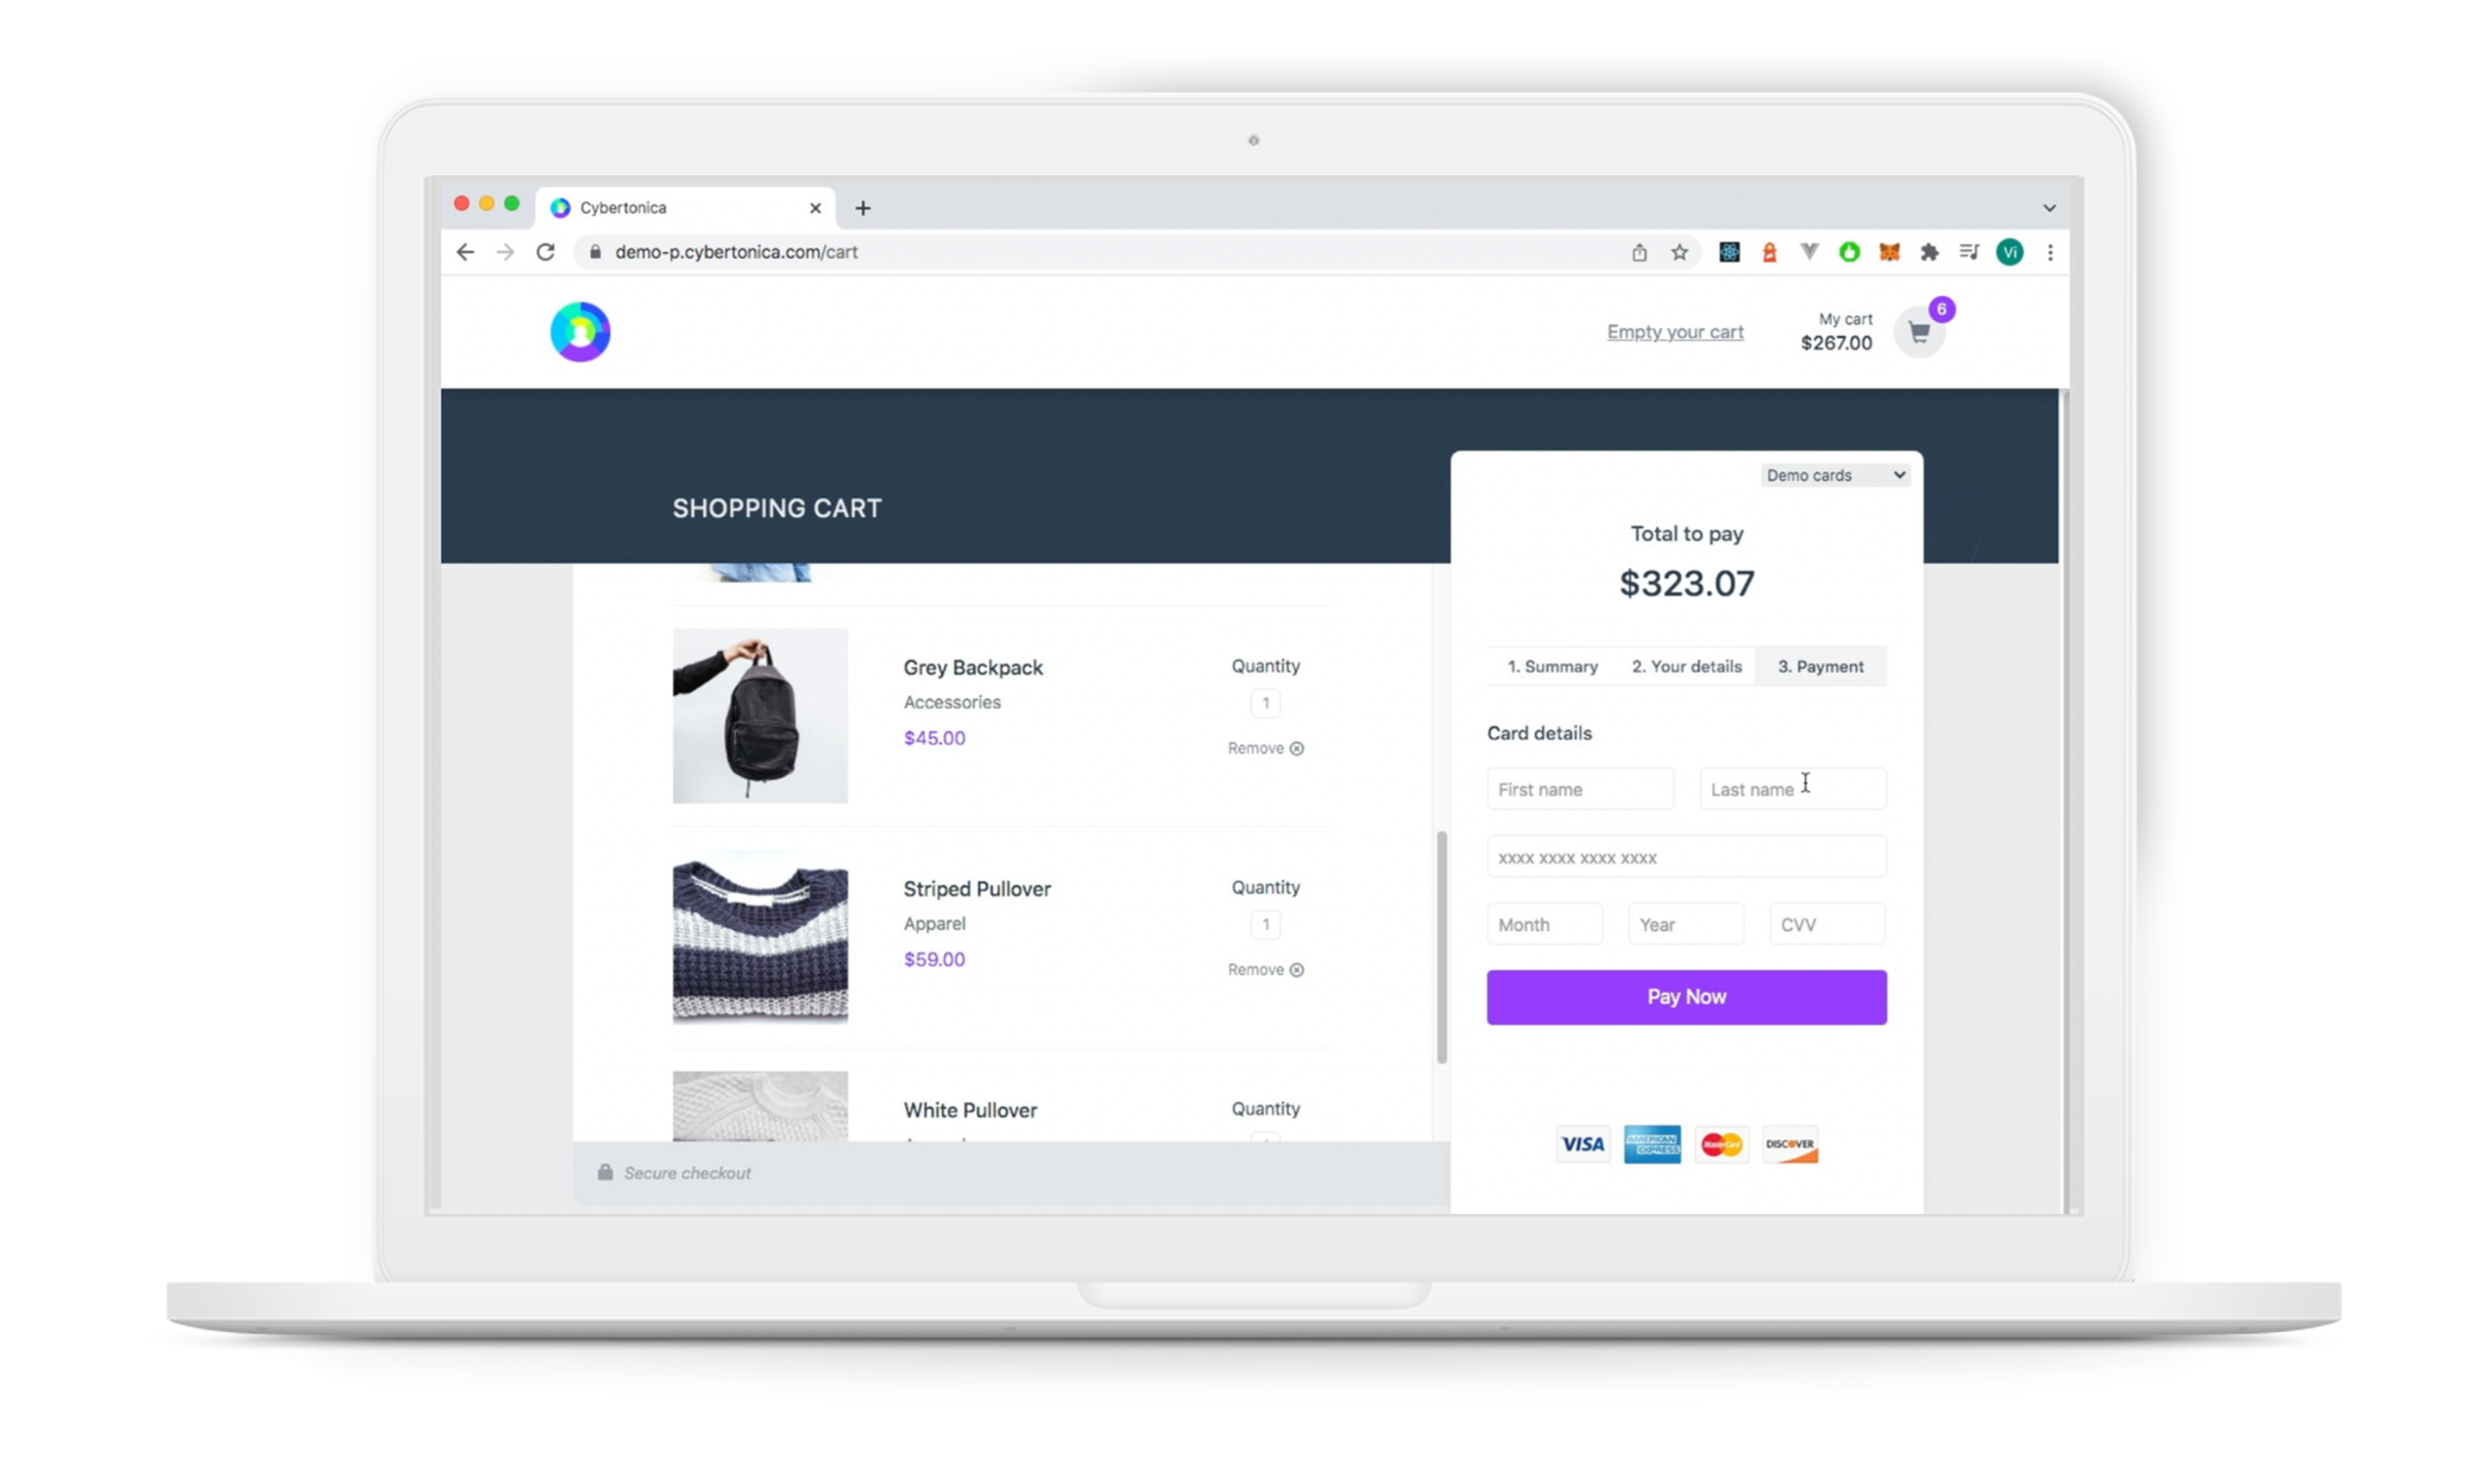 Cybertonica
demo-p.cybertonica.com/cart
Vi
Empty your cart
My cart
$267.00
6
SHOPPING CART
Grey Backpack
Accessories
$45.00
Quantity
1
Remove
Striped Pullover
Apparel
$59.00
Quantity
1
Remove
White Pullover
Quantity
Secure checkout
Demo cards
Total to pay
$323.07
1. Summary
2. Your details
3. Payment
Card details
First name
Last name
xxxx xxxx xxxx xxxx
Month
Year
CVV
Pay Now
VISA
AMERICAN
EXPRESS
MasterCard
DISCOVER